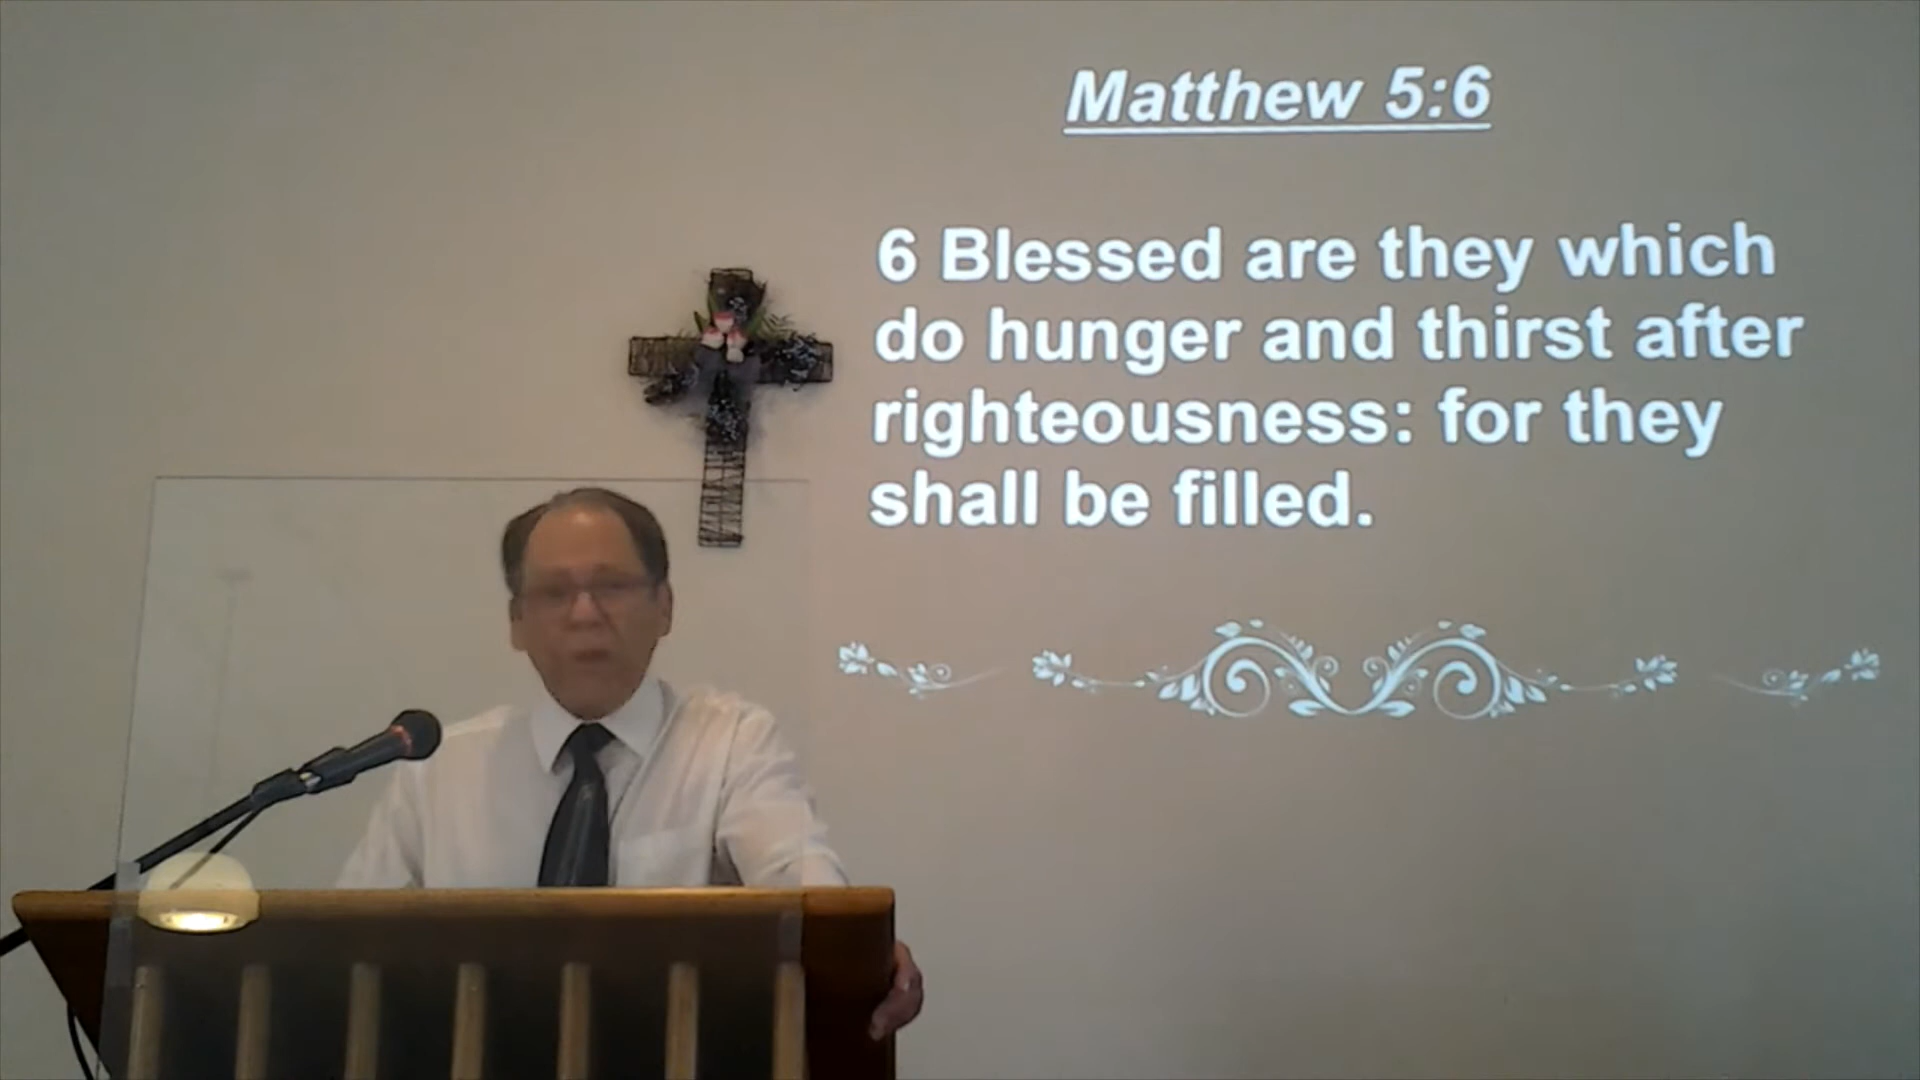 Matthew 5:6
6 Blessed are they which
do hunger and thirst after
righteousness: for they
shall be filled.